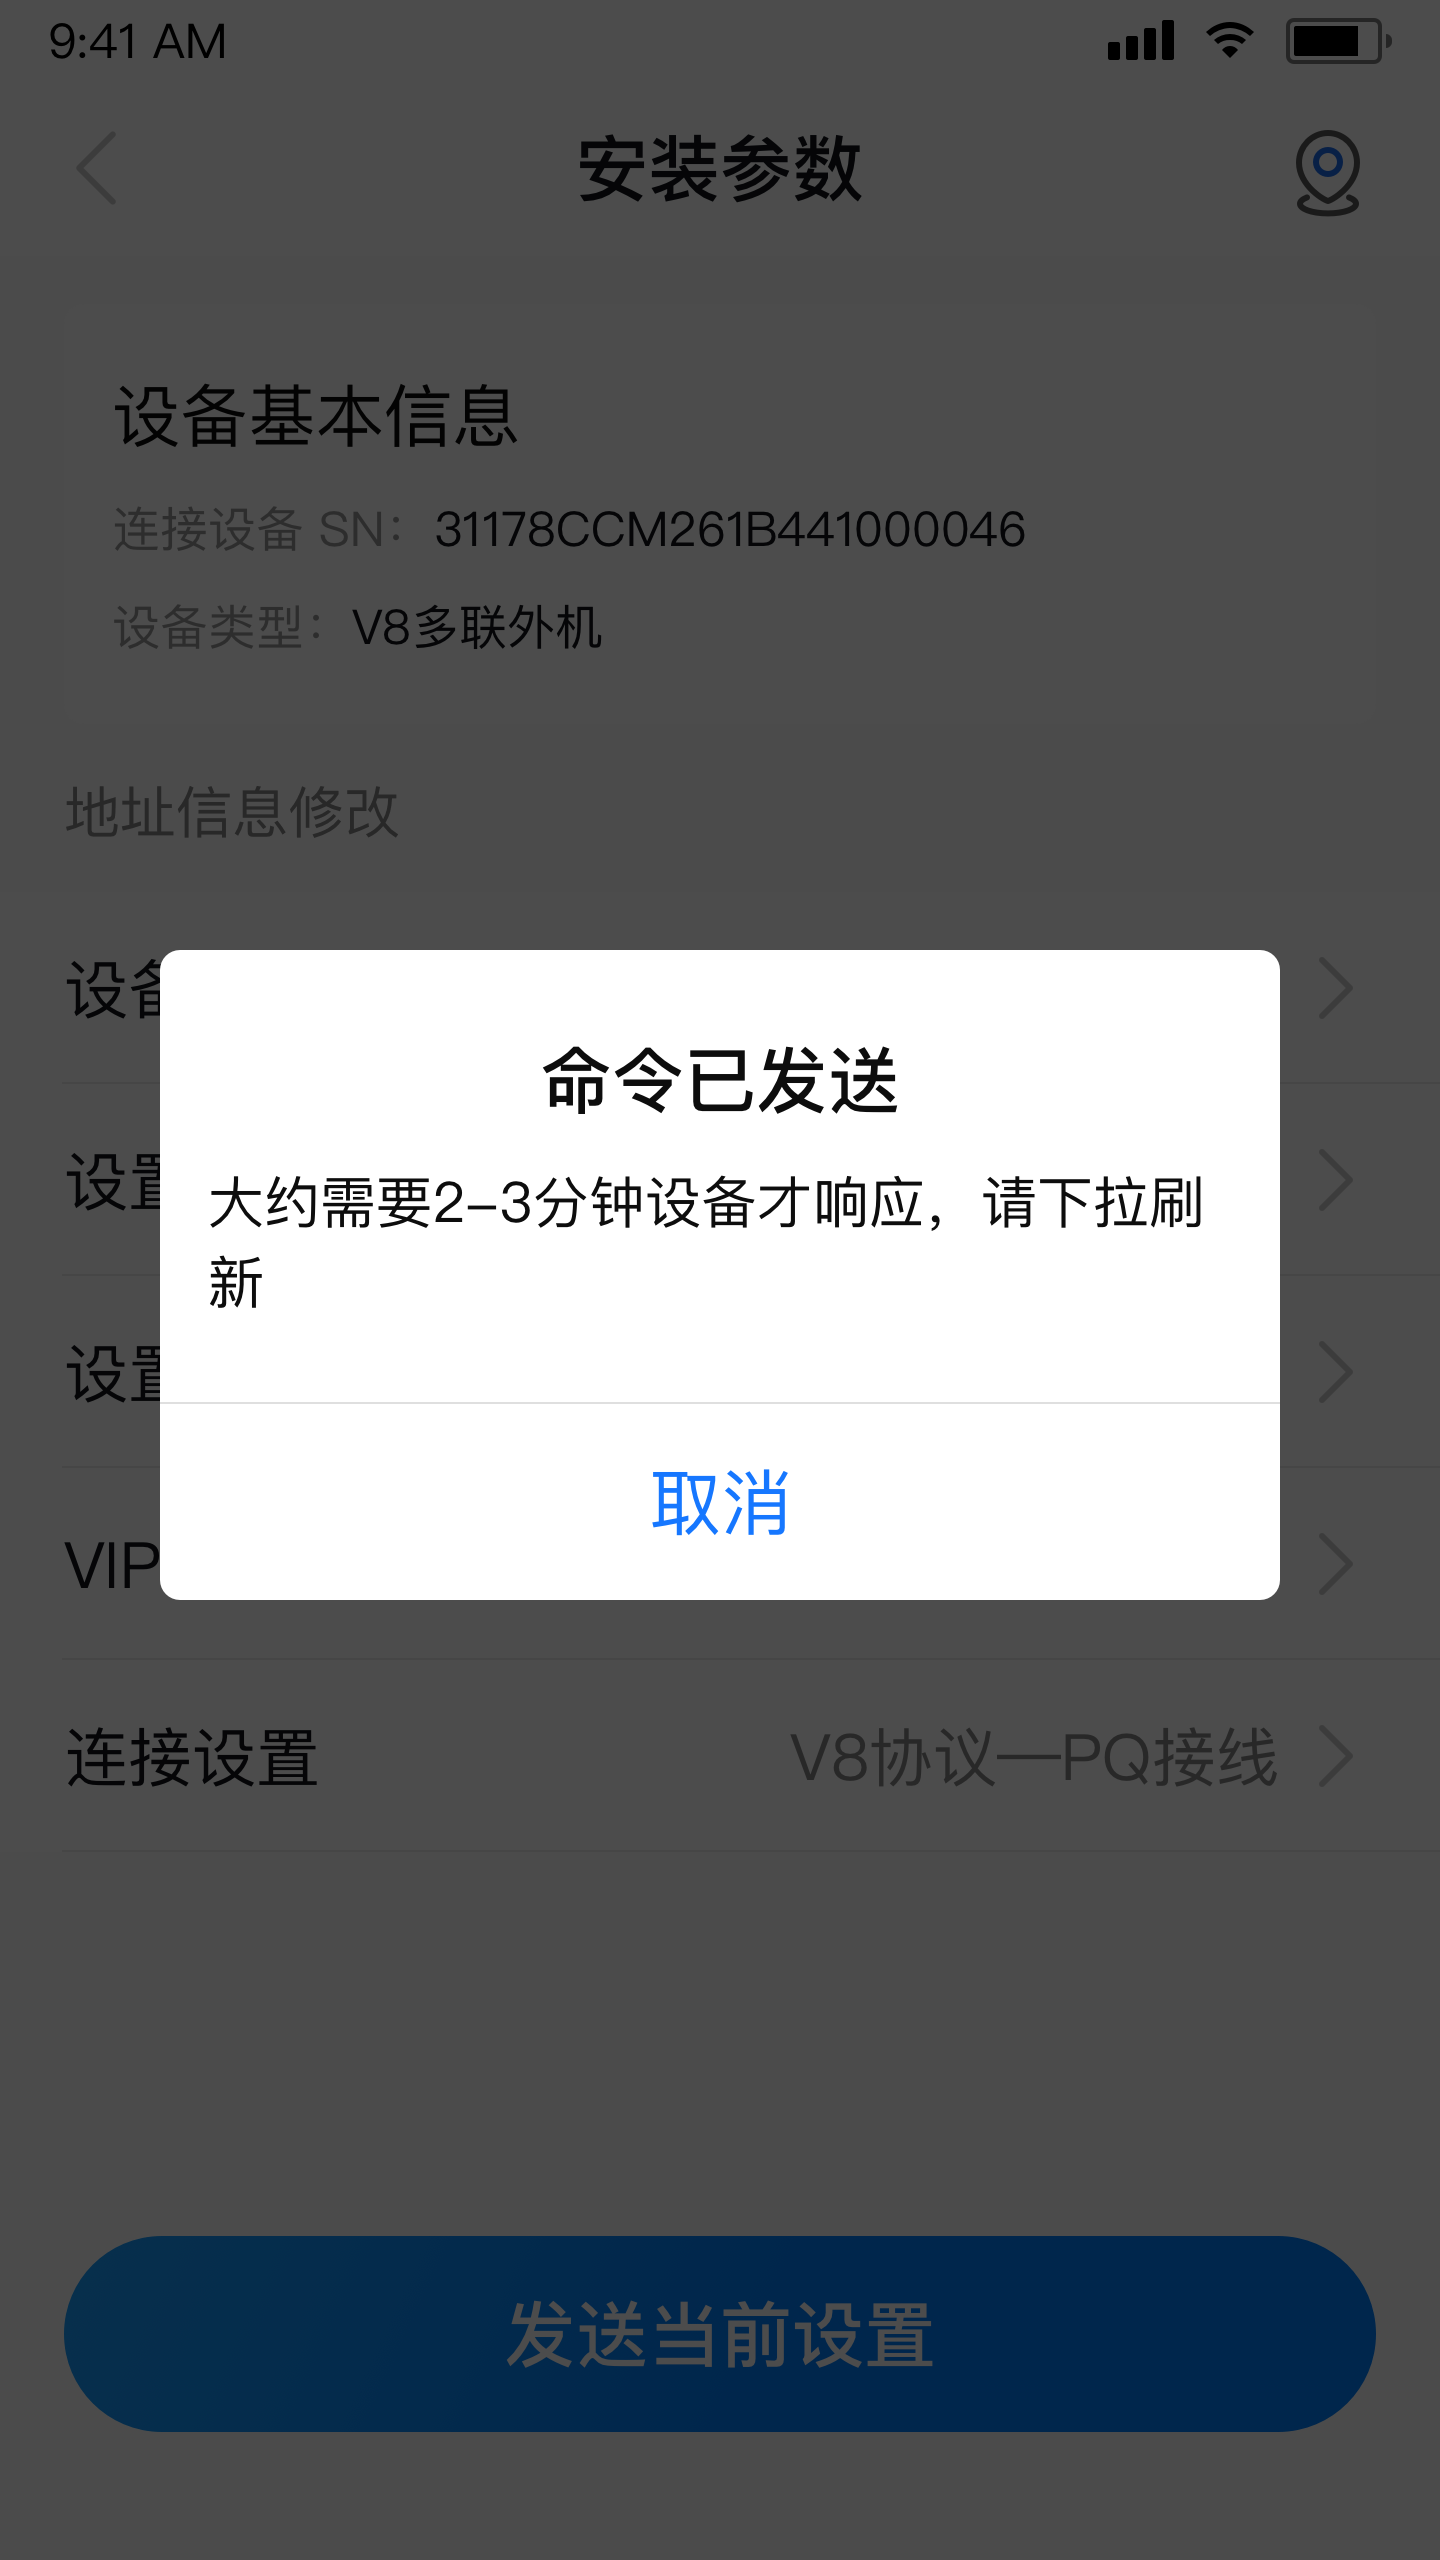 9:41 AM
安装参数
设备基本信息
连接设备 SN：31178CCM261B441000046
设备类型：V8多联外机
地址信息修改
设备
设置
设置
VIP
命令已发送
大约需要2-3分钟设备才响应，请下拉刷
新
取消
连接设置 V8协议—PQ接线
发送当前设置